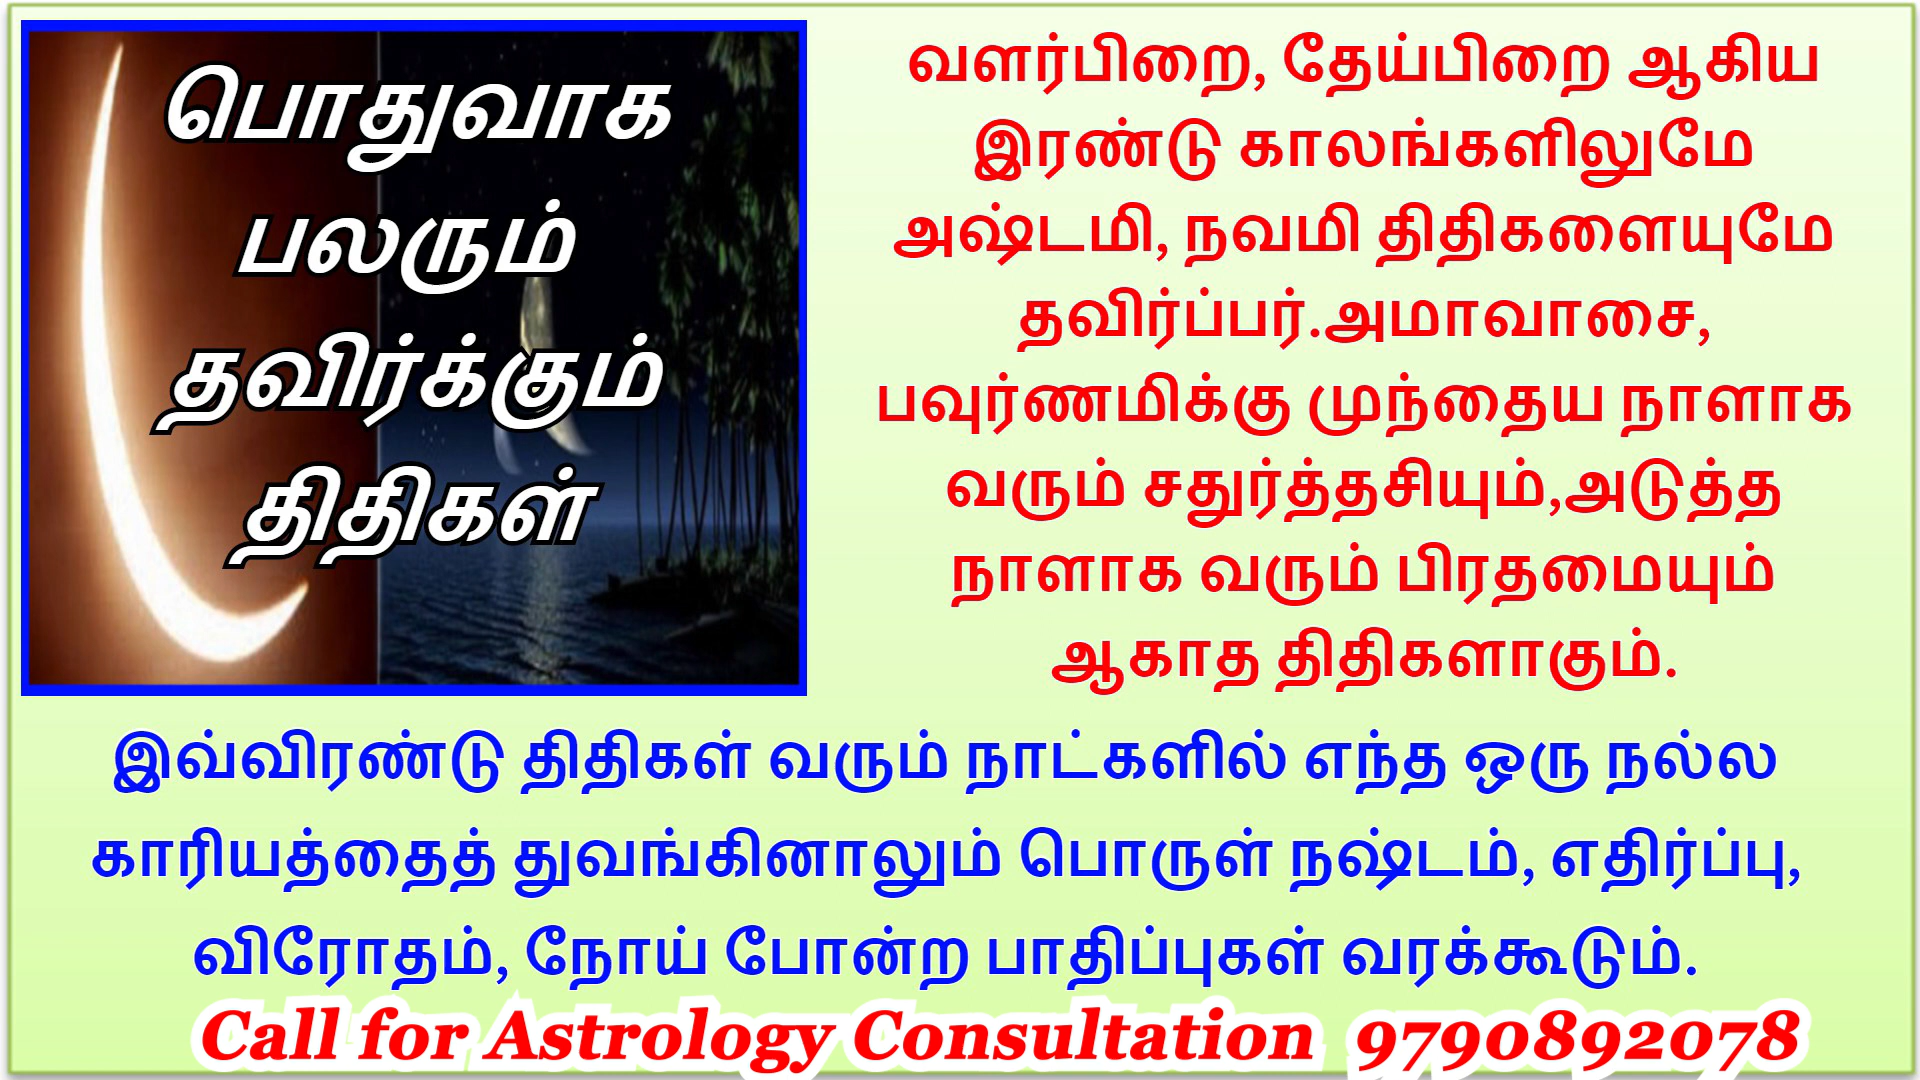 பொதுவாக
பலரும்
தவிர்க்கும்
திதிகள்
வளர்பிறை, தேய்பிறை ஆகிய
இரண்டு காலங்களிலுமே
அஷ்டமி, நவமி திதிகளையுமே
தவிர்ப்பர்.அமாவாசை,
பவுர்ணமிக்கு முந்தைய நாளாக
வரும் சதுர்த்தசியும்,அடுத்த
நாளாக வரும் பிரதமையும்
ஆகாத திதிகளாகும்.
இவ்விரண்டு திதிகள் வரும் நாட்களில் எந்த ஒரு நல்ல
காரியத்தைத் துவங்கினாலும் பொருள் நஷ்டம், எதிர்ப்பு,
விரோதம், நோய் போன்ற பாதிப்புகள் வரக்கூடும்.
Call for Astrology Consultation 9790892078